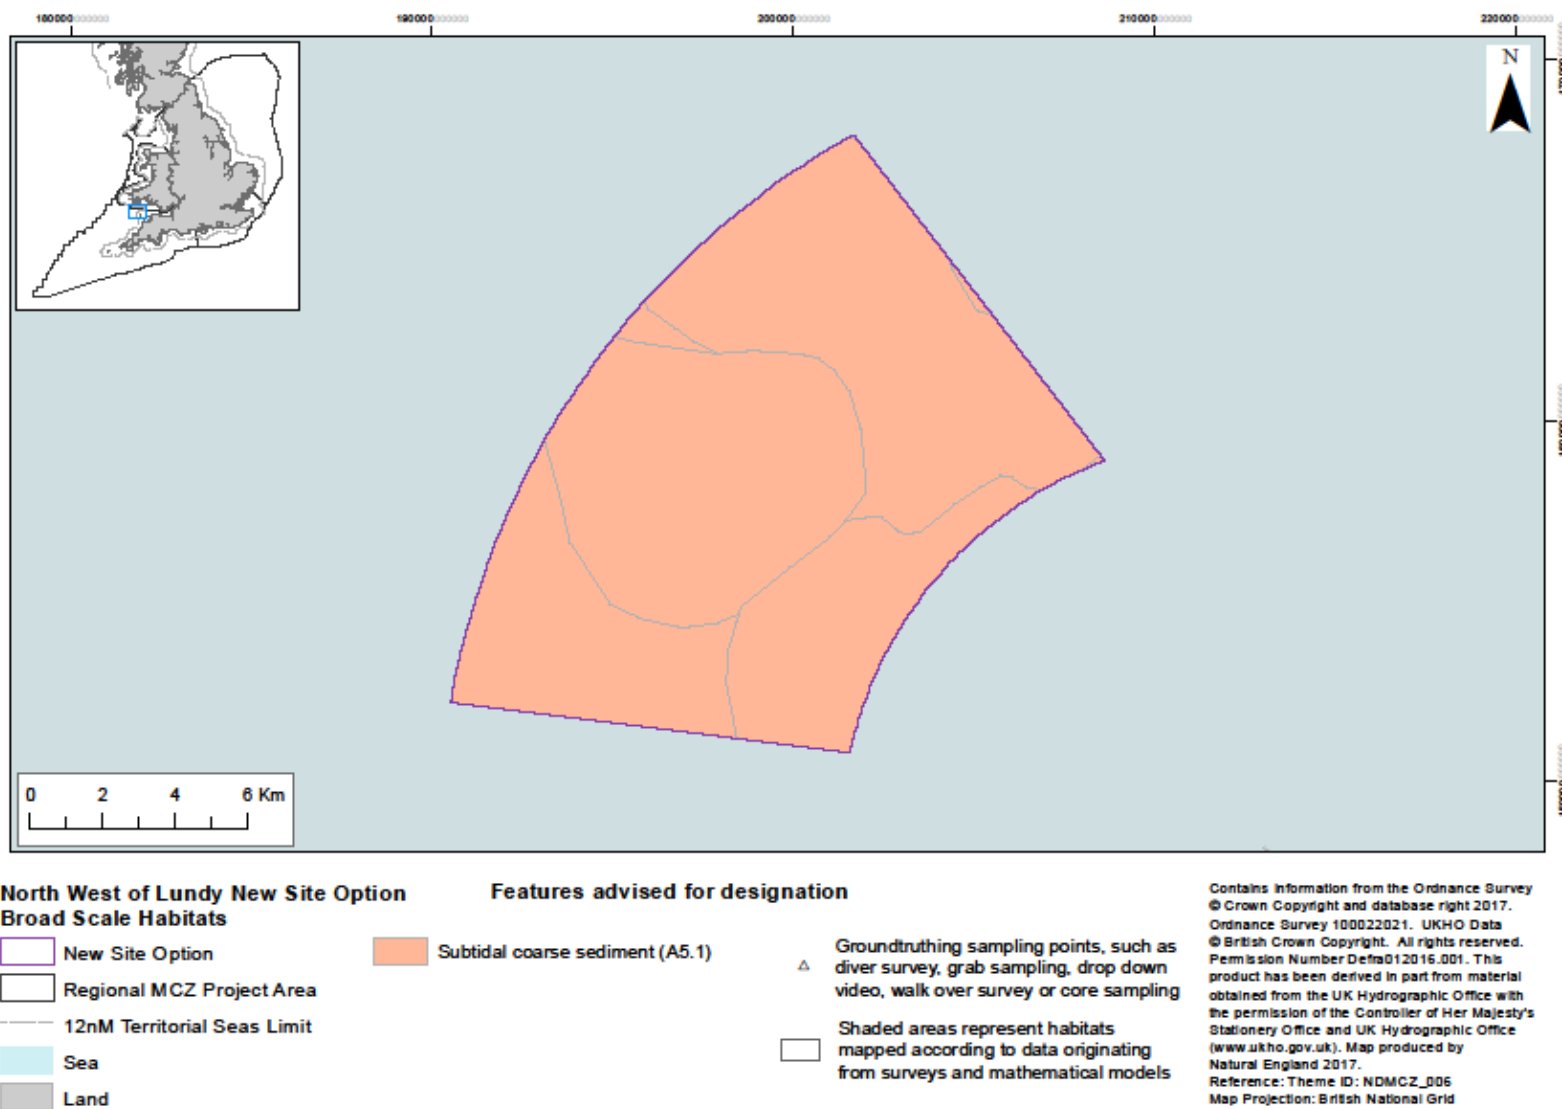 180000 190000 200000 210000 220000
N
0 2 4 6 Km
North West of Lundy New Site Option
Broad Scale Habitats
New Site Option
Regional MCZ Project Area
12nM Territorial Seas Limit
Sea
Land
Features advised for designation
Subtidal coarse sediment (A5.1)
Groundtruthing sampling points, such as
diver survey, grab sampling, drop down
video, walk over survey or core sampling
Shaded areas represent habitats
mapped according to data originating
from surveys and mathematical models
Contains information from the Ordnance Survey
© Crown Copyright and database right 2017.
Ordnance Survey 100022021. UKHO Data
© British Crown Copyright. All rights reserved.
Permission Number Defra012016.001. This
product has been derived in part from material
obtained from the UK Hydrographic Office with
the permission of the Controller of Her Majesty's
Stationery Office and UK Hydrographic Office
(www.ukho.gov.uk). Map produced by
Natural England 2017.
Reference: Theme ID: NDMCZ_006
Map Projection: British National Grid